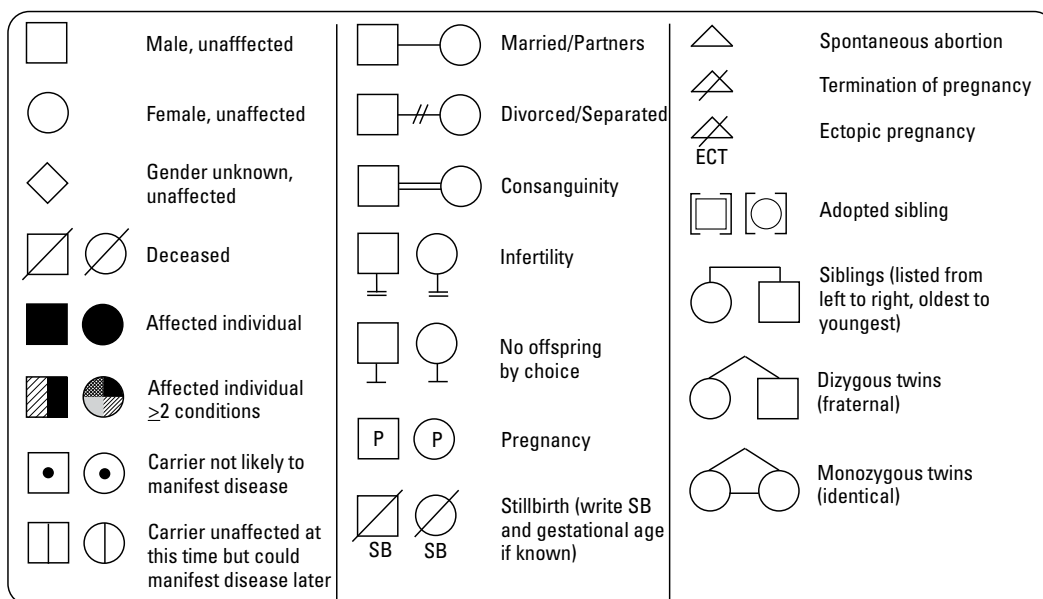 Male, unafffected
Female, unaffected
Gender unknown,
unaffected
Deceased
Affected individual
Affected individual
≥2 conditions
Carrier not likely to
manifest disease
Carrier unaffected at
this time but could
manifest disease later
Married/Partners
Divorced/Separated
Consanguinity
Infertility
No offspring
by choice
P P
Pregnancy
SB SB
Stillbirth (write SB
and gestational age
if known)
Spontaneous abortion
Termination of pregnancy
ECT
Ectopic pregnancy
Adopted sibling
Siblings (listed from
left to right, oldest to
youngest)
Dizygous twins
(fraternal)
Monozygous twins
(identical)